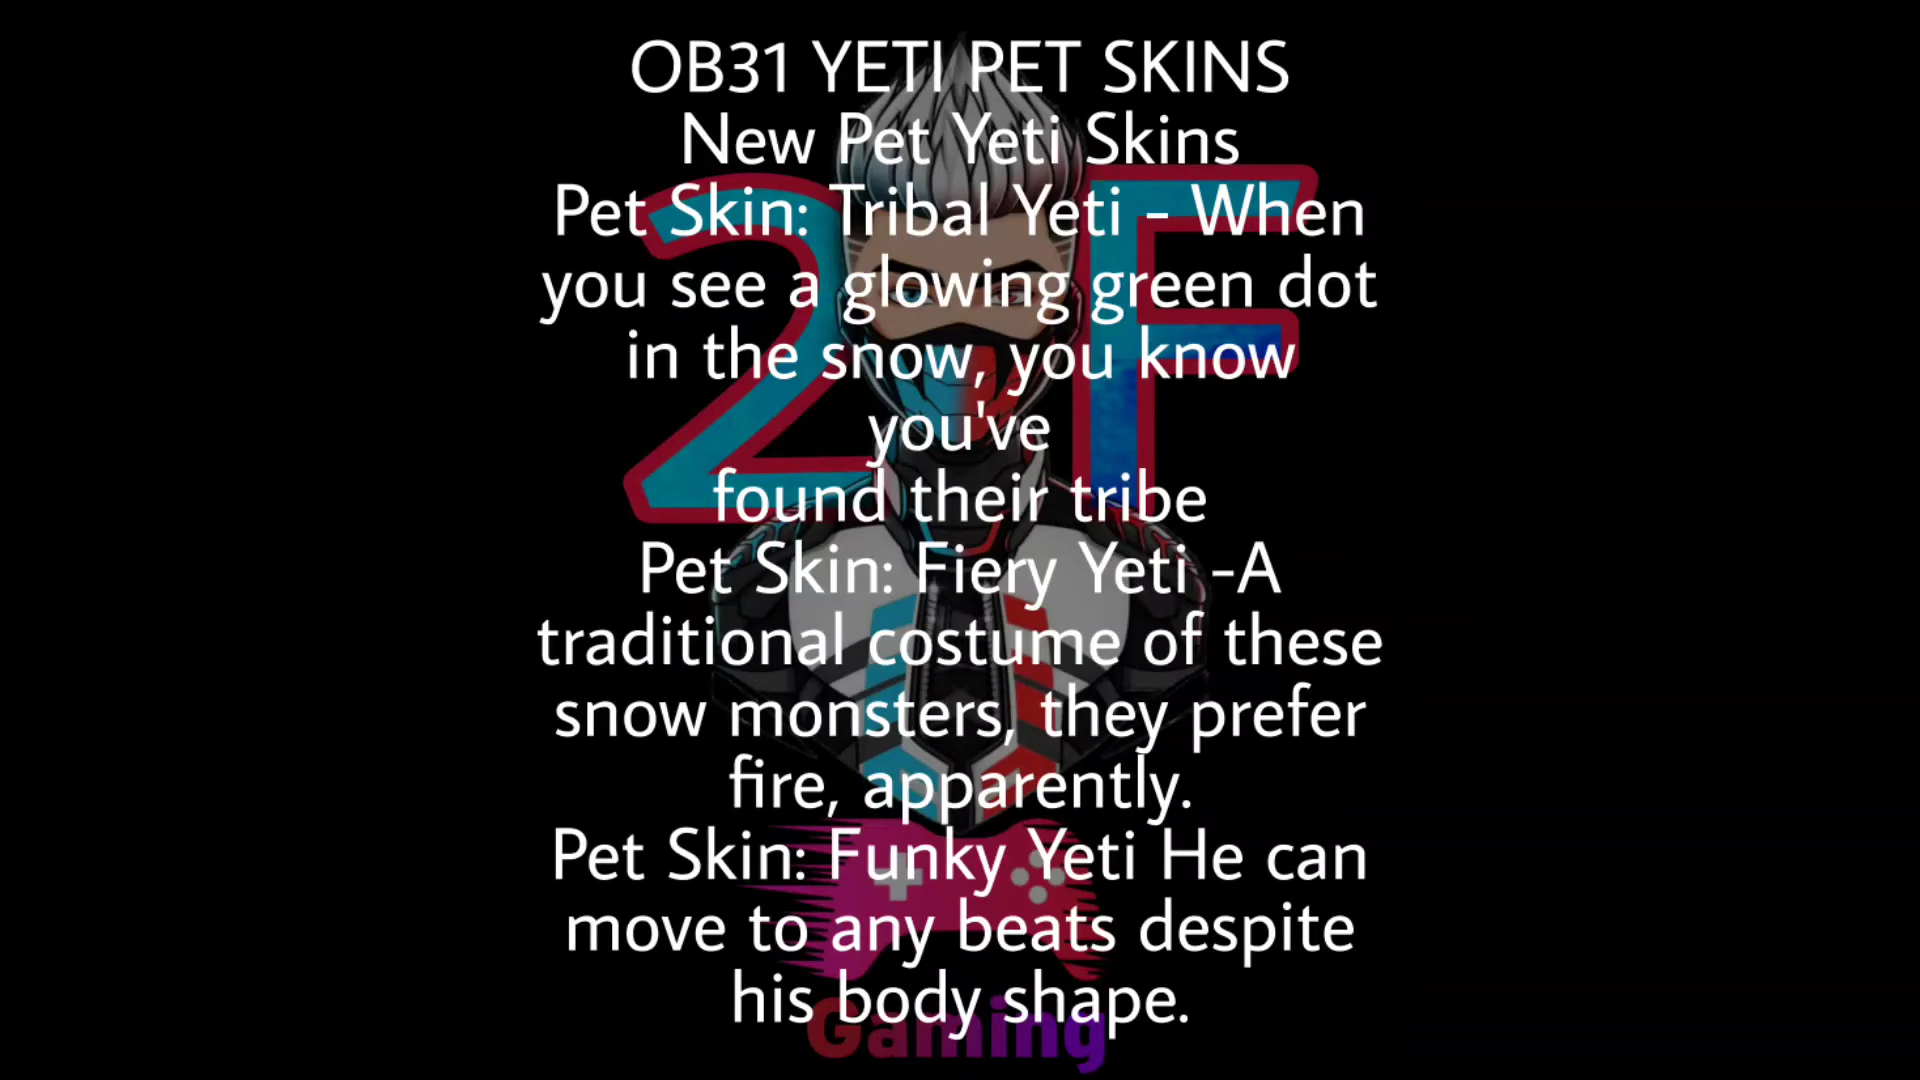 OB31 YETI PET SKINS
New Pet Yeti Skins
Pet Skin: Tribal Yeti - When
you see a glowing green dot
in the snow, you know
you've
found their tribe
Pet Skin: Fiery Yeti -A
traditional costume of these
snow monsters, they prefer
fire, apparently.
Pet Skin: Funky Yeti He can
move to any beats despite
his body shape.
2F
Gaming